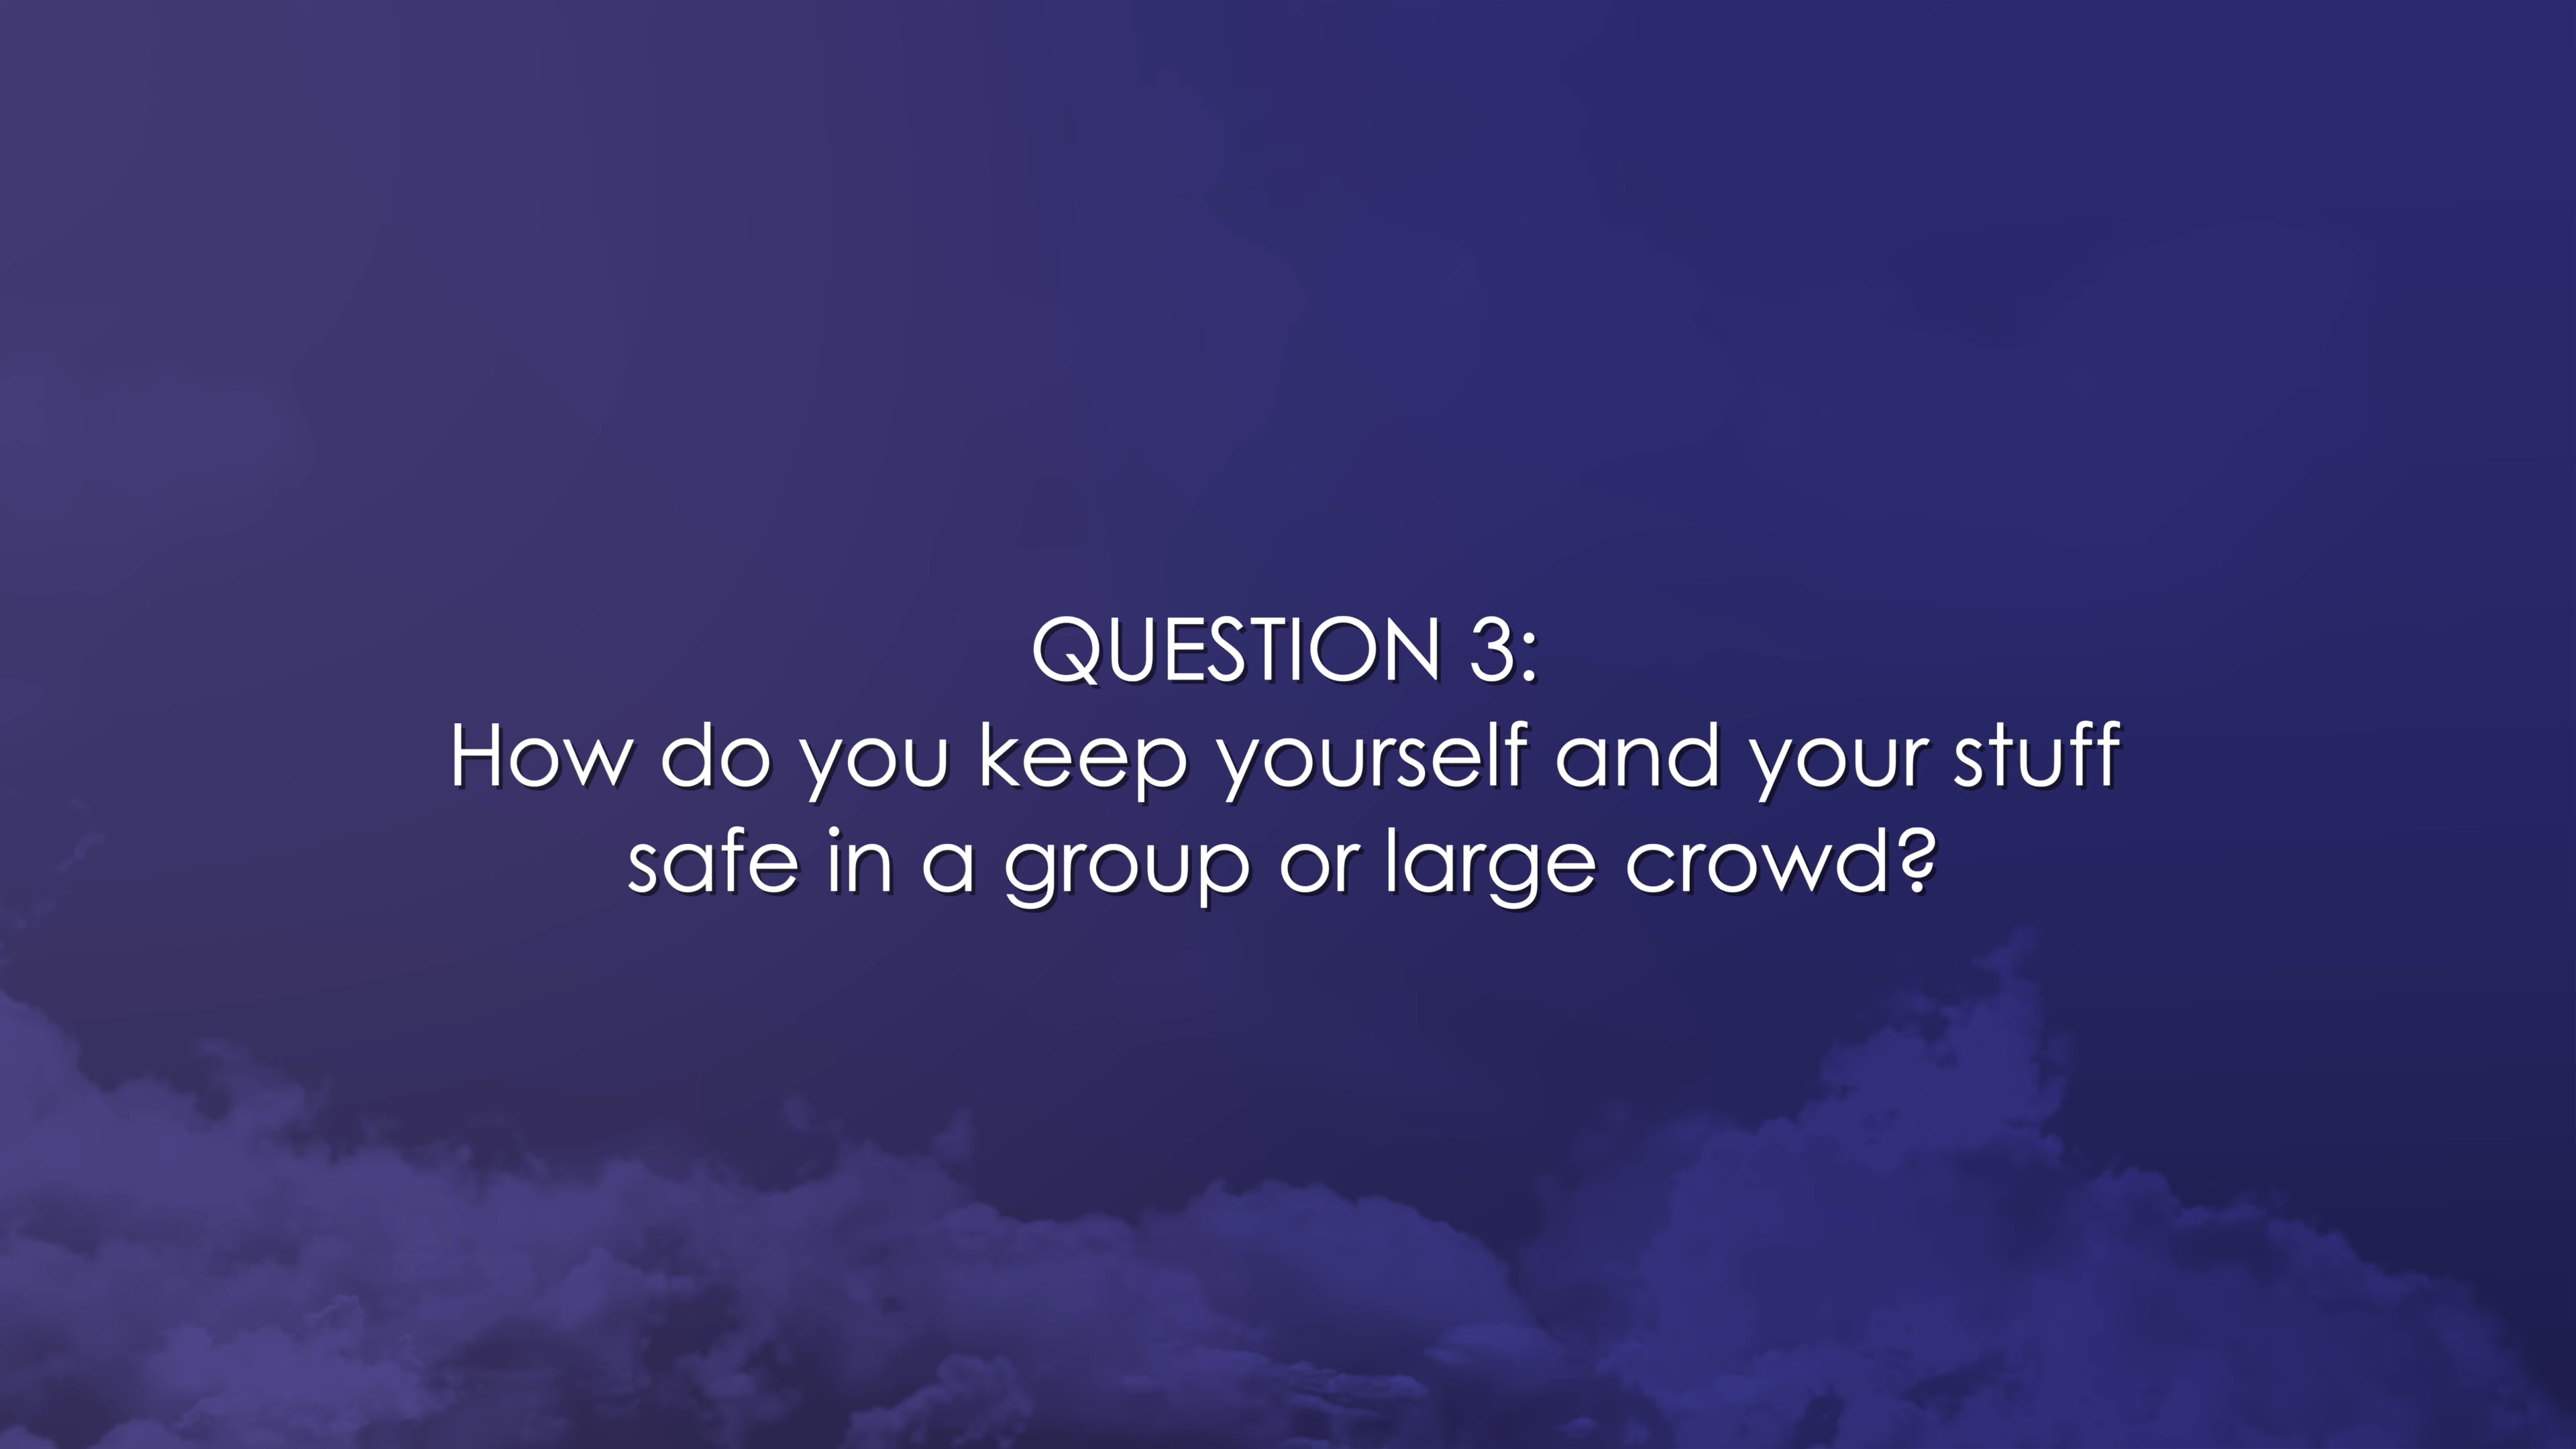 QUESTION 3:
How do you keep yourself and your stuff
safe in a group or large crowd?